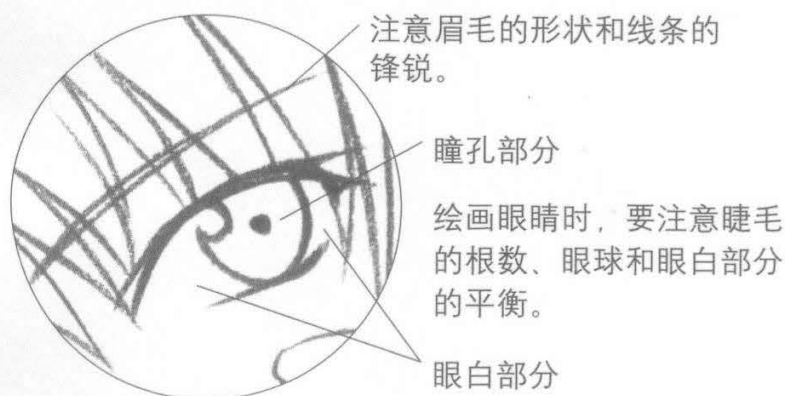 注意眉毛的形状和线条的
锋锐。
瞳孔部分
绘画眼睛时，要注意睫毛
的根数、眼球和眼白部分
的平衡。
眼白部分